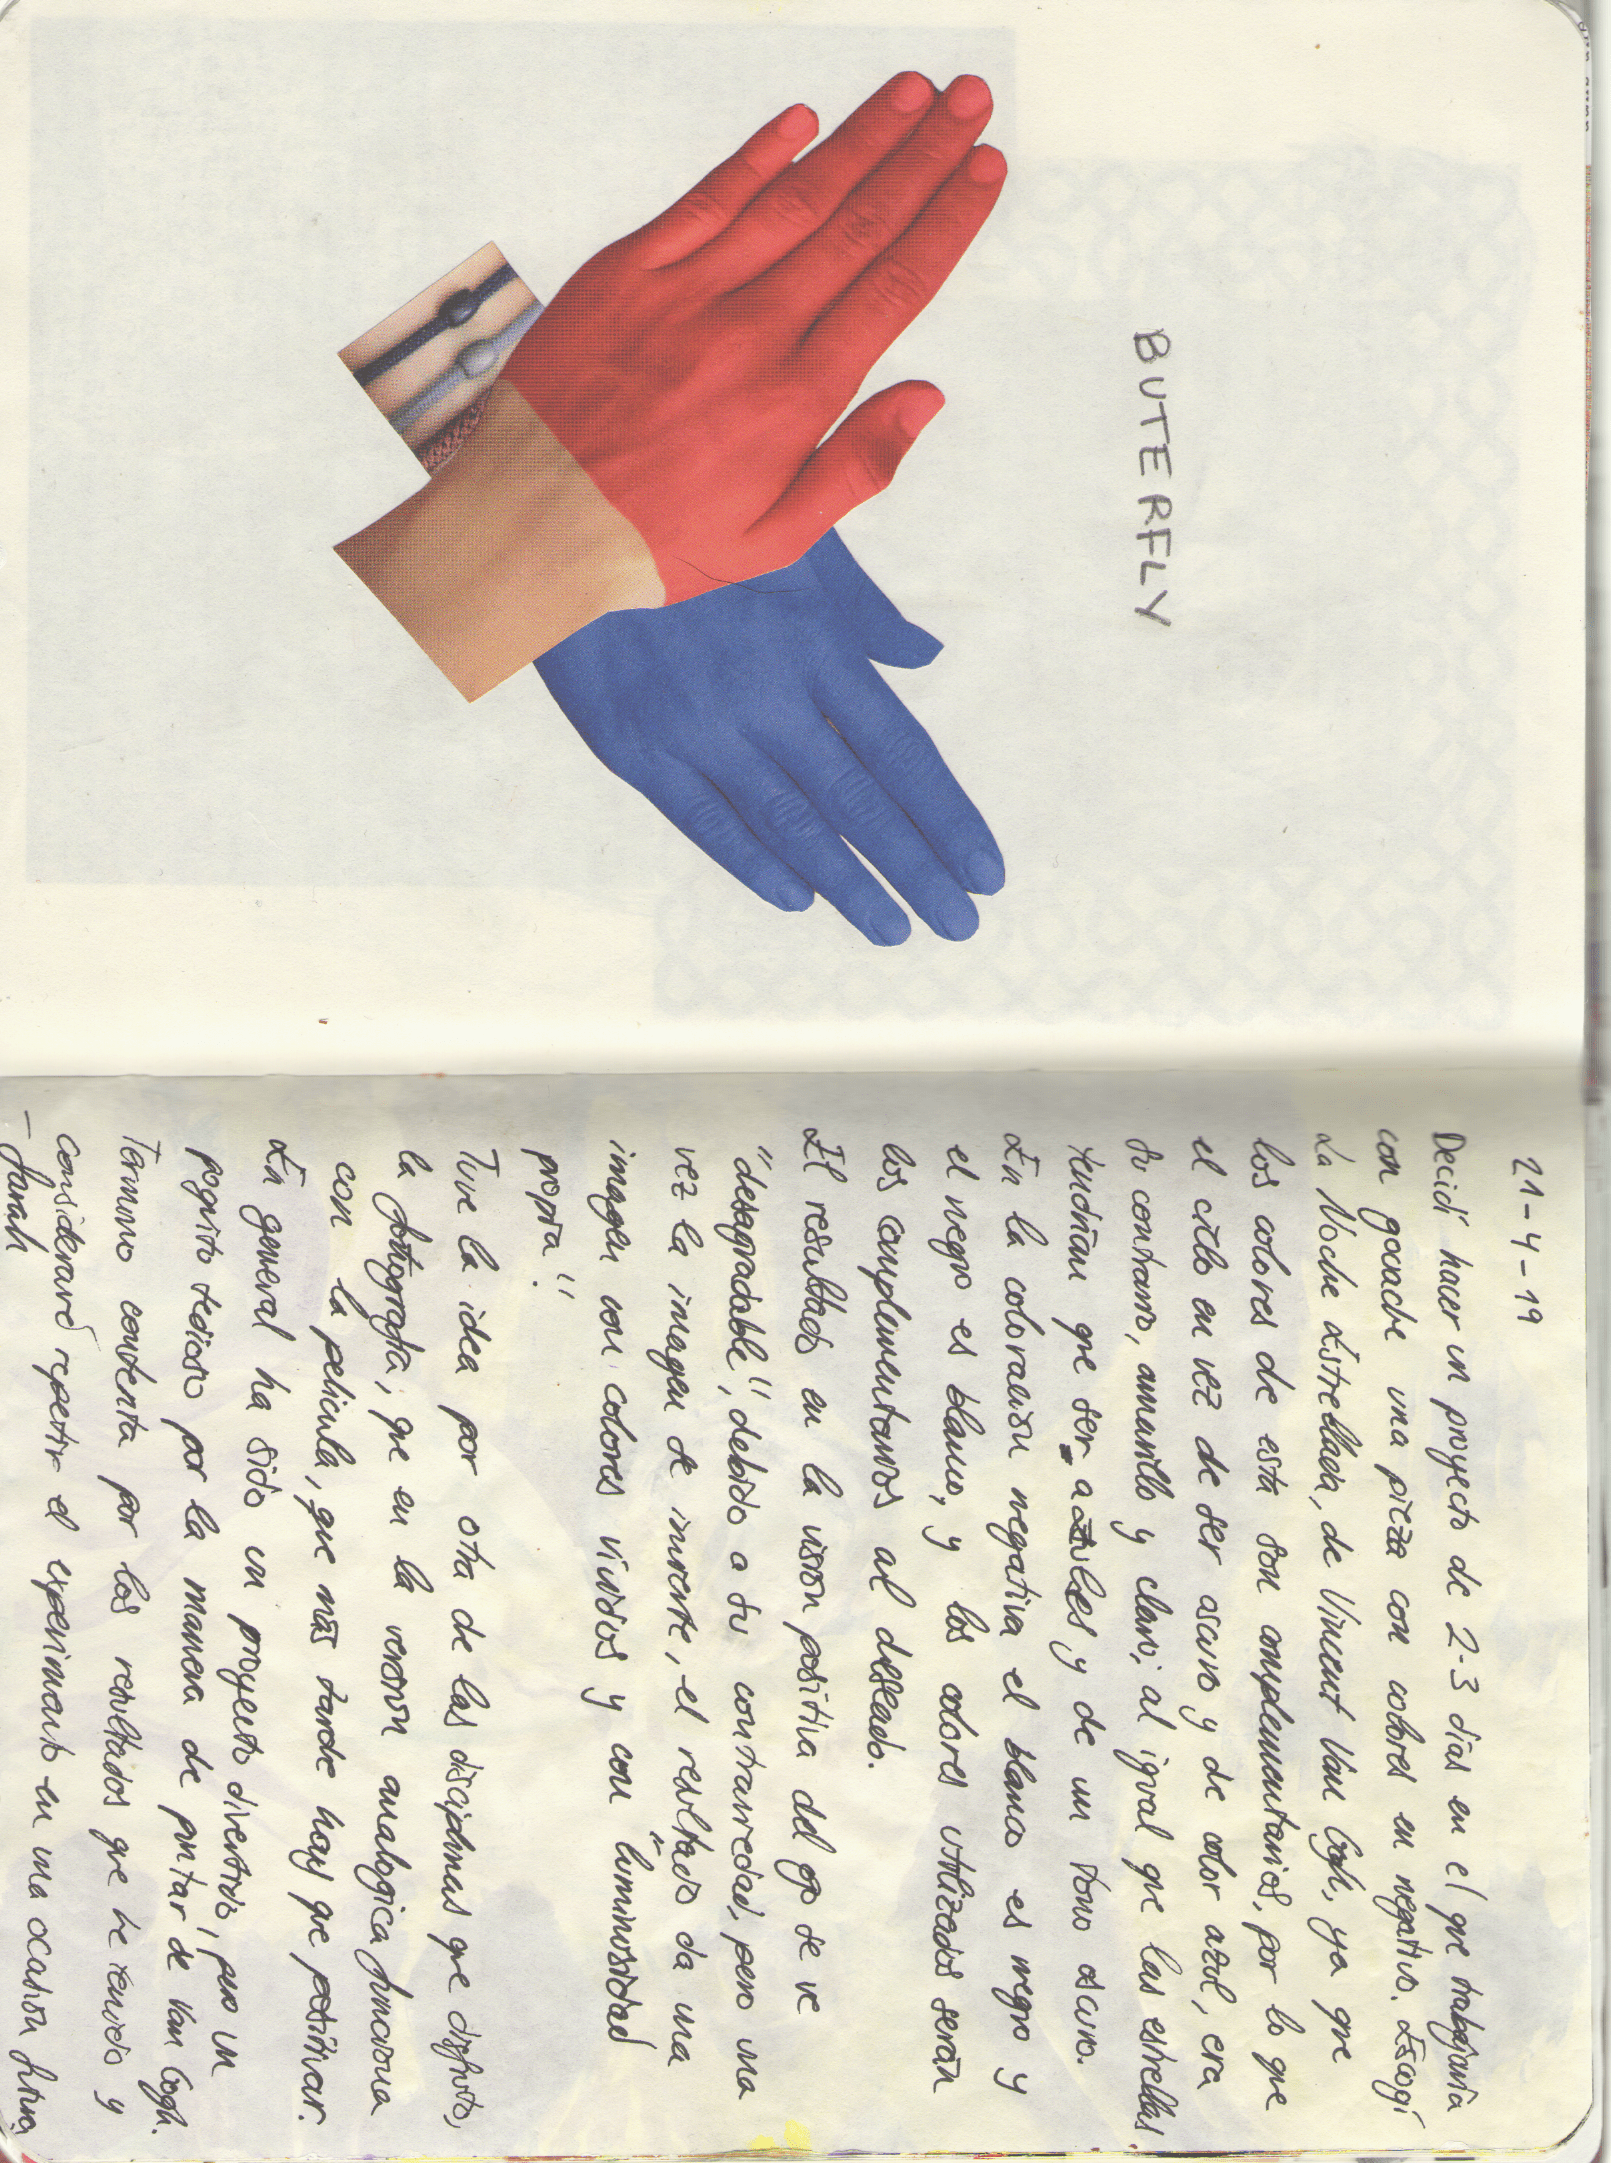 BUTERFLY
21-4-19
Decidí hacer un proyecto de 2-3 días en el que trabajaría
con gouache una pieza con colores en negativo. Escogí
La Noche Estrellada, de Vincent Van Gogh, ya que
los colores de esta son complementarios, por lo que
el cielo en vez de ser oscuro y de color azul, era
su contrario, amarillo y claro; al igual que las estrellas
tendrían que ser azules y de un tono oscuro.
En la coloración negativa el blanco es negro y
el negro es blanco, y los colores utilizados serán
los complementarios al deseado.
El resultado en la visión positiva del ojo se ve
"desagradable", debido a su contrariedad, pero una
vez la imagen se invierte, el resultado da una
imagen con colores vividos y con "luminosidad
propia".
Tuve la idea por otra de las disciplinas que disfruto,
la fotografía; que en la versión analogica funciona
con la pelicula, que más tarde hay que positivar.
En general ha sido un proyecto divertido, pero un
poquito tedioso por la manera de pintar de Van Gogh.
Termino contenta por los resultados que he tenido y
consideraré repetir el experimento en una ocasión futura
- Sarah